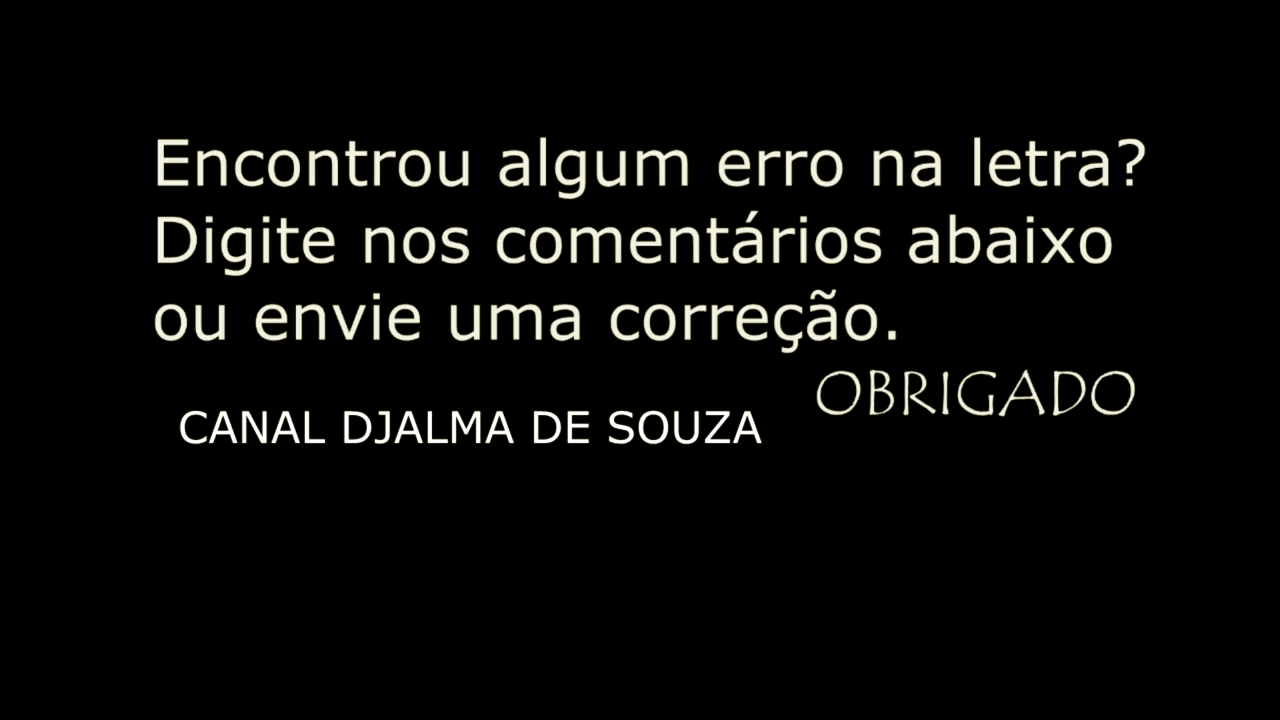 Encontrou algum erro na letra?
Digite nos comentários abaixo
ou envie uma correção.
OBRIGADO
CANAL DJALMA DE SOUZA